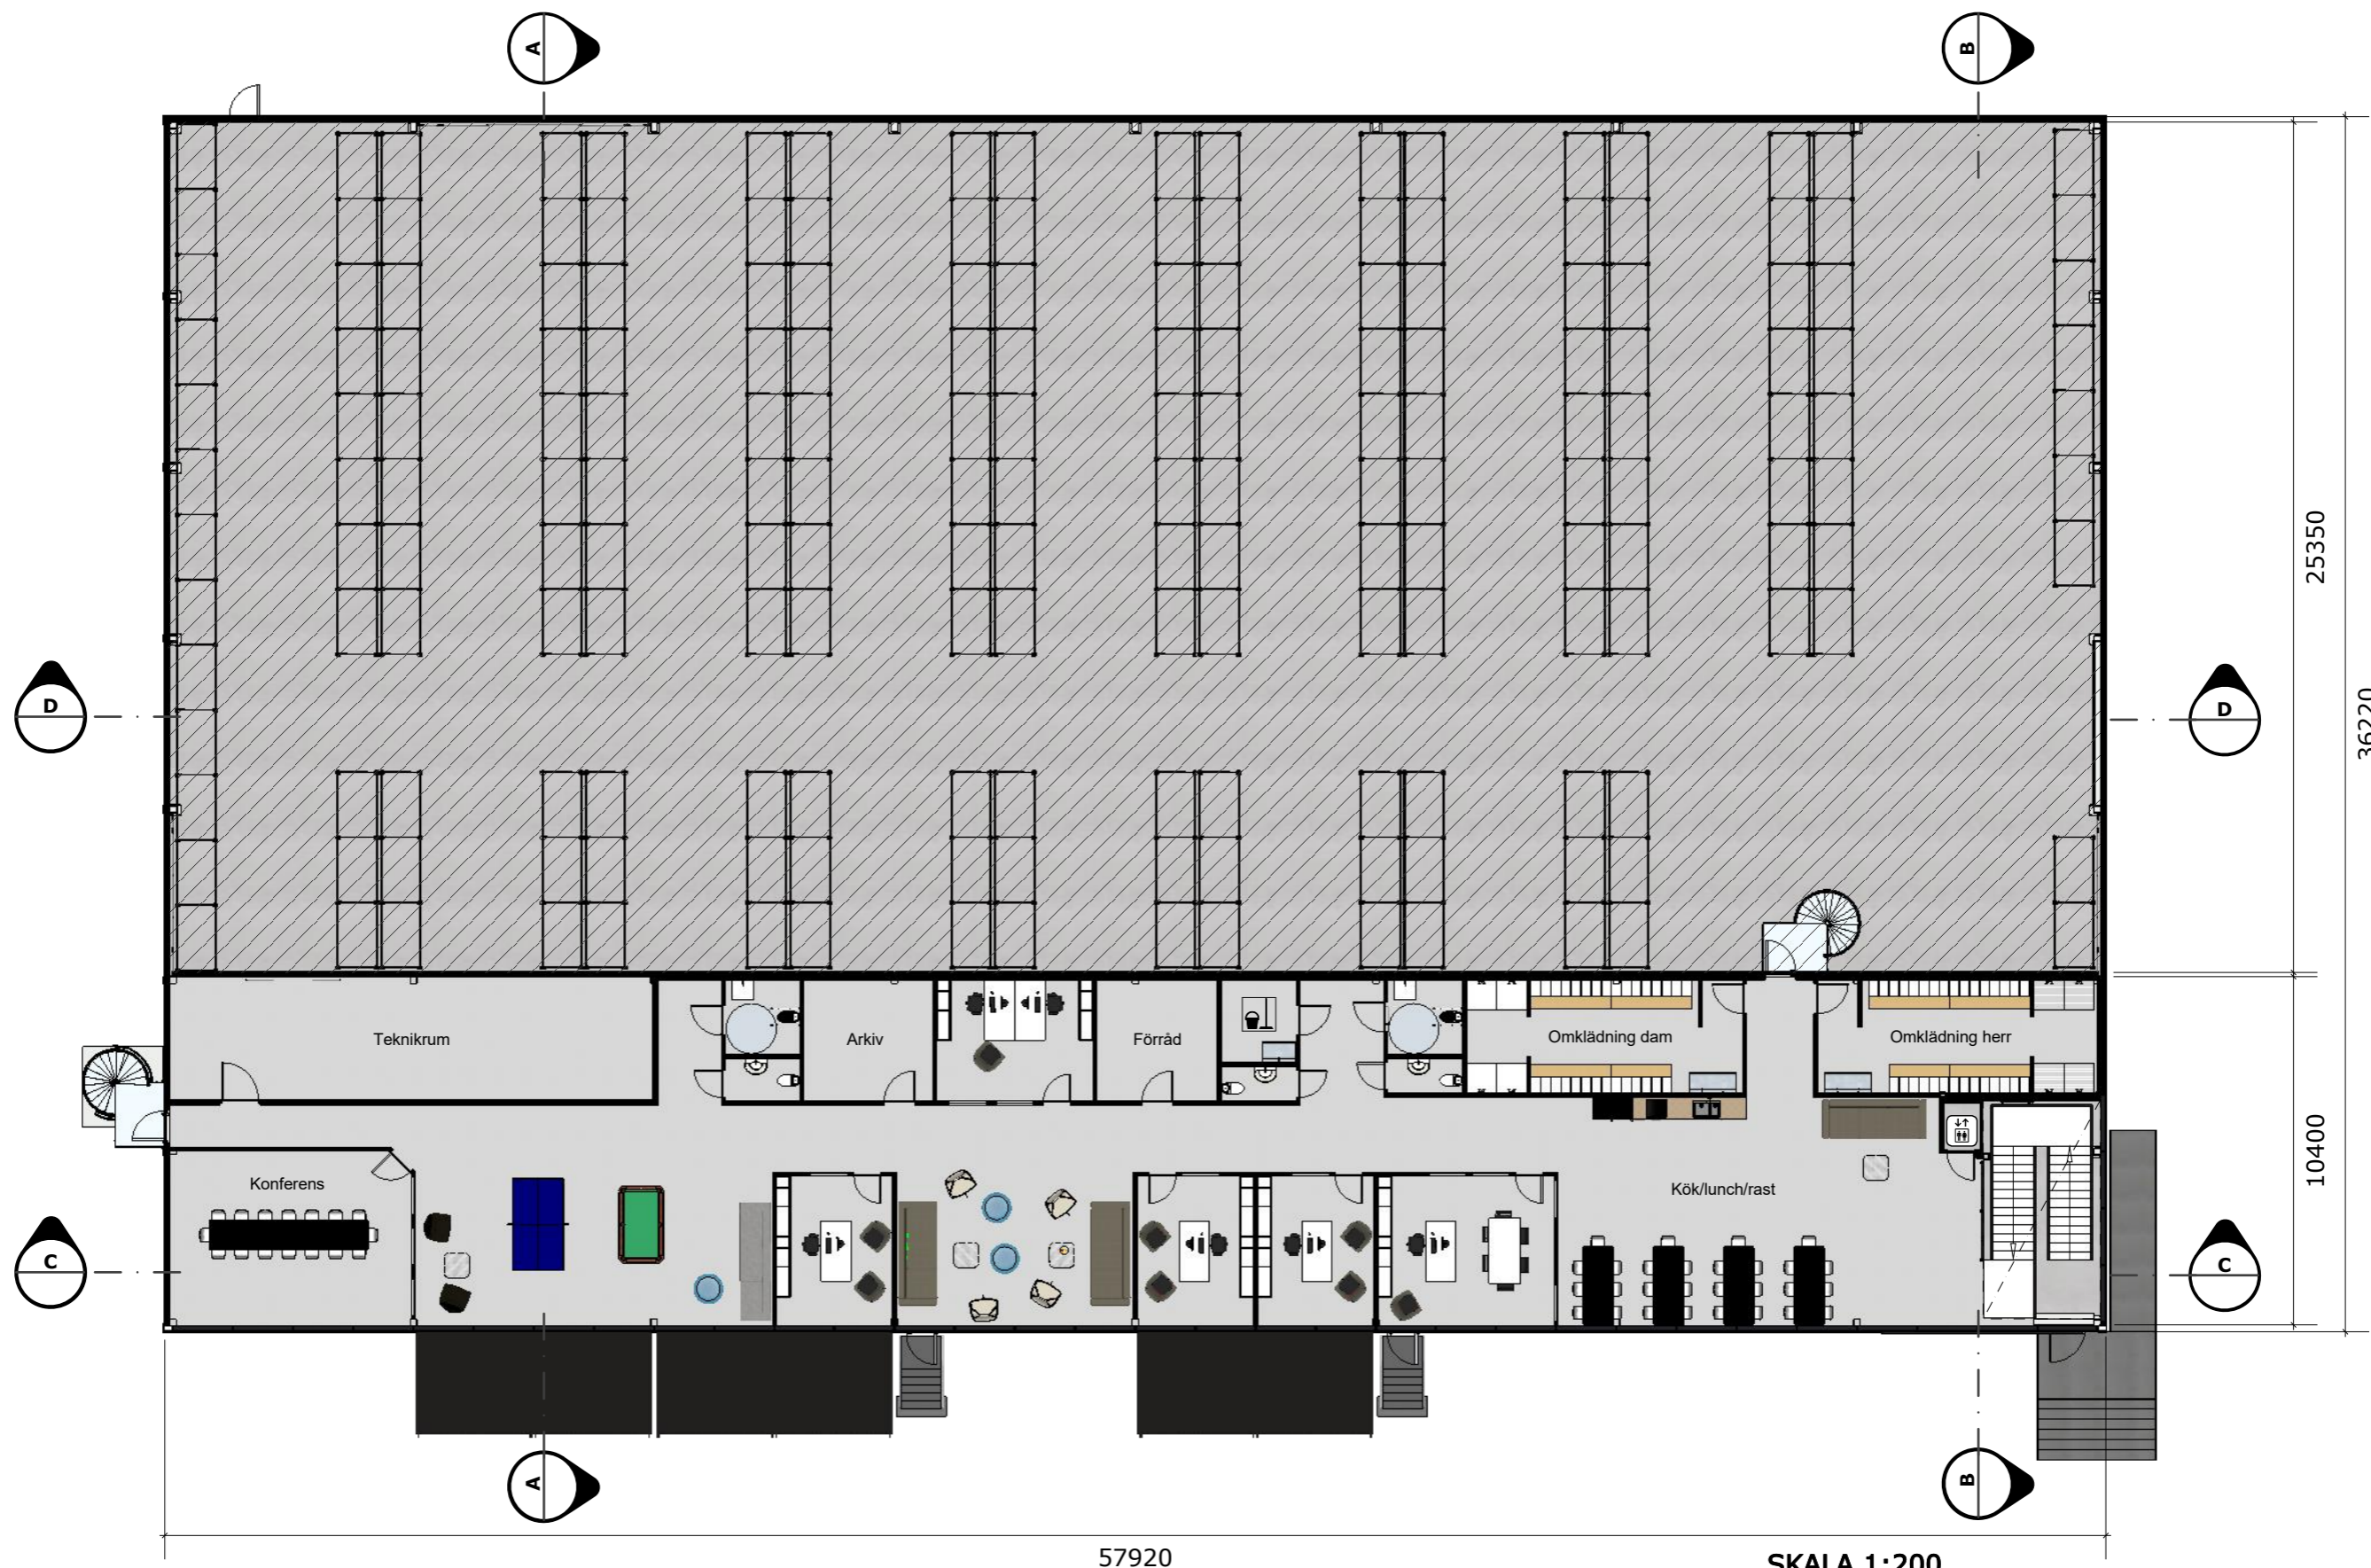 A
B
25350
36220
D
D
Teknikrum
Arkiv
Förråd
Omklädning dam
Omklädning herr
Konferens
Kök/lunch/rast
10400
C
C
A
B
57920
SKALA 1:200